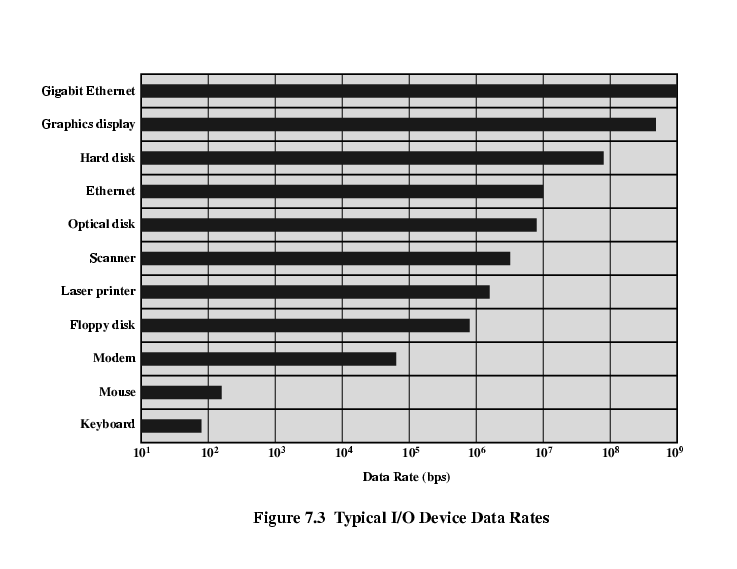 Gigabit Ethernet
Graphics display
Hard disk
Ethernet
Optical disk
Scanner
Laser printer
Floppy disk
Modem
Mouse
Keyboard
10¹ 10² 10³ 10⁴ 10⁵ 10⁶ 10⁷ 10⁸ 10⁹
Data Rate (bps)
Figure 7.3 Typical I/O Device Data Rates